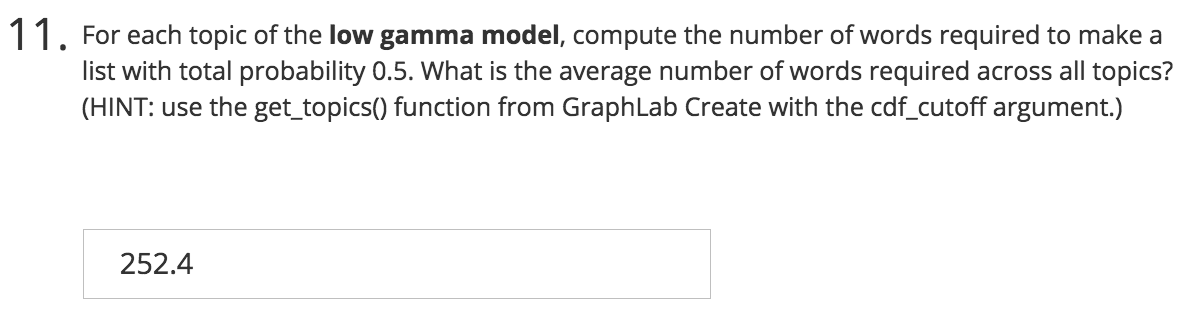 11. For each topic of the low gamma model, compute the number of words required to make a
list with total probability 0.5. What is the average number of words required across all topics?
(HINT: use the get_topics() function from GraphLab Create with the cdf_cutoff argument.)
252.4